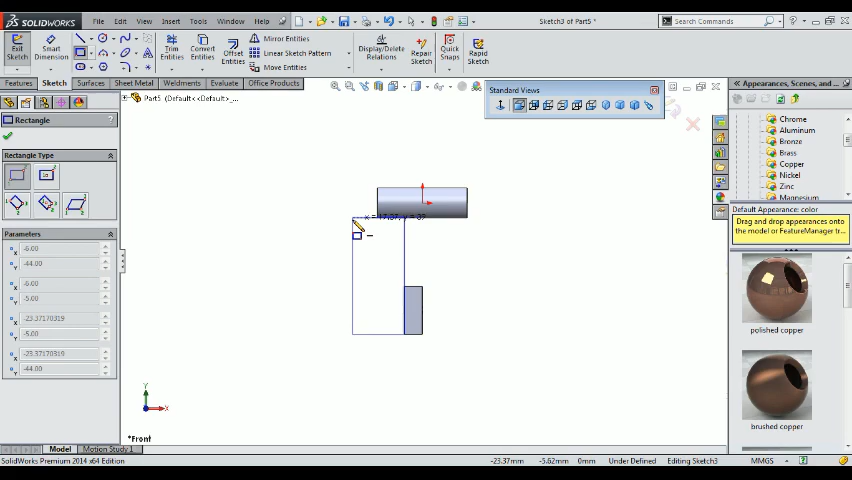 SOLIDWORKS
File Edit View Insert Tools Window Help
Sketch3 of Part5 *
Search Commands
Exit Sketch
Smart Dimension
Trim Entities
Convert Entities
Offset Entities
Mirror Entities
Linear Sketch Pattern
Move Entities
Display/Delete Relations
Repair Sketch
Quick Snaps
Rapid Sketch
Features Sketch Surfaces Sheet Metal Weldments Evaluate Office Products
Part5 (Default<<Default>_...
Standard Views
Appearances, Scenes, and...
Rectangle
?
Rectangle Type
Parameters
-6.00
-44.00
-6.00
-5.00
-23.37170319
-5.00
-23.37170319
-44.00
Chrome
Aluminum
Bronze
Brass
Copper
Nickel
Zinc
Magnesium
Default Appearance: color
Drag and drop appearances onto
the model or FeatureManager tr...
polished copper
brushed copper
x = 17.37, y = 39
Y
X
*Front
Model Motion Study 1
SolidWorks Premium 2014 x64 Edition
-23.37mm -5.62mm 0mm Under Defined Editing Sketch3 MMGS